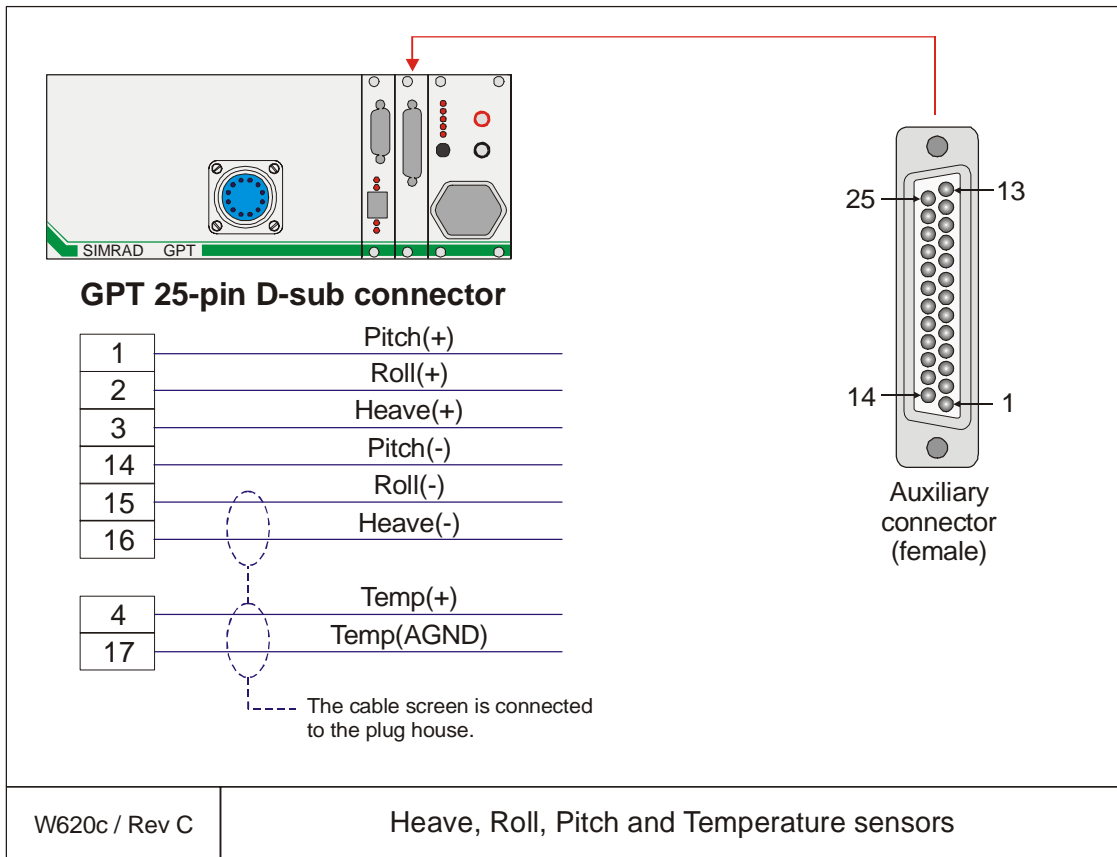 SIMRAD GPT
25
13
14
1
Auxiliary
connector
(female)
GPT 25-pin D-sub connector
1 Pitch(+)
2 Roll(+)
3 Heave(+)
14 Pitch(-)
15 Roll(-)
16 Heave(-)
4 Temp(+)
17 Temp(AGND)
The cable screen is connected
to the plug house.
W620c / Rev C
Heave, Roll, Pitch and Temperature sensors